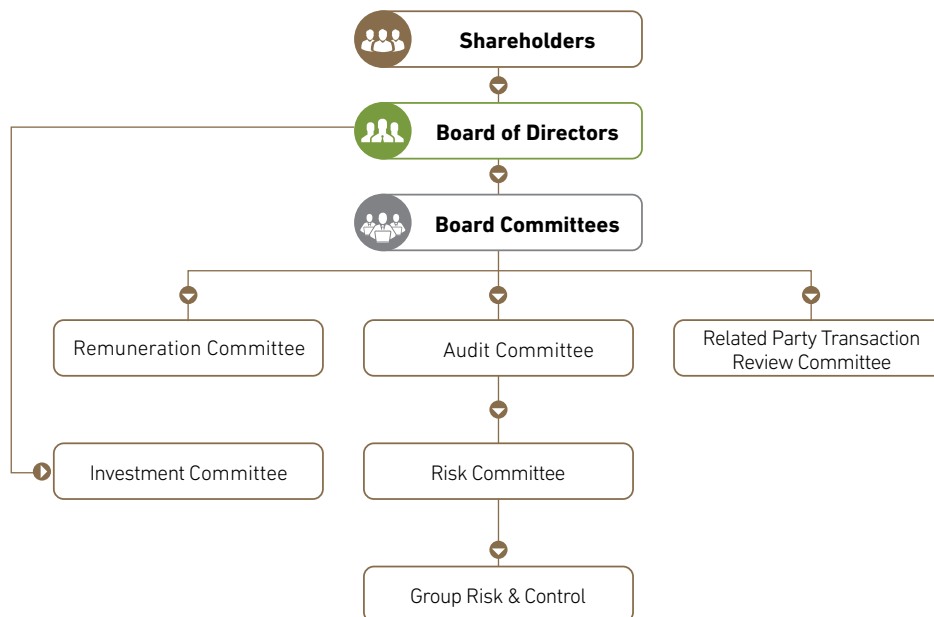 Shareholders
Board of Directors
Board Committees
Remuneration Committee
Audit Committee
Related Party Transaction
Review Committee
Investment Committee
Risk Committee
Group Risk & Control